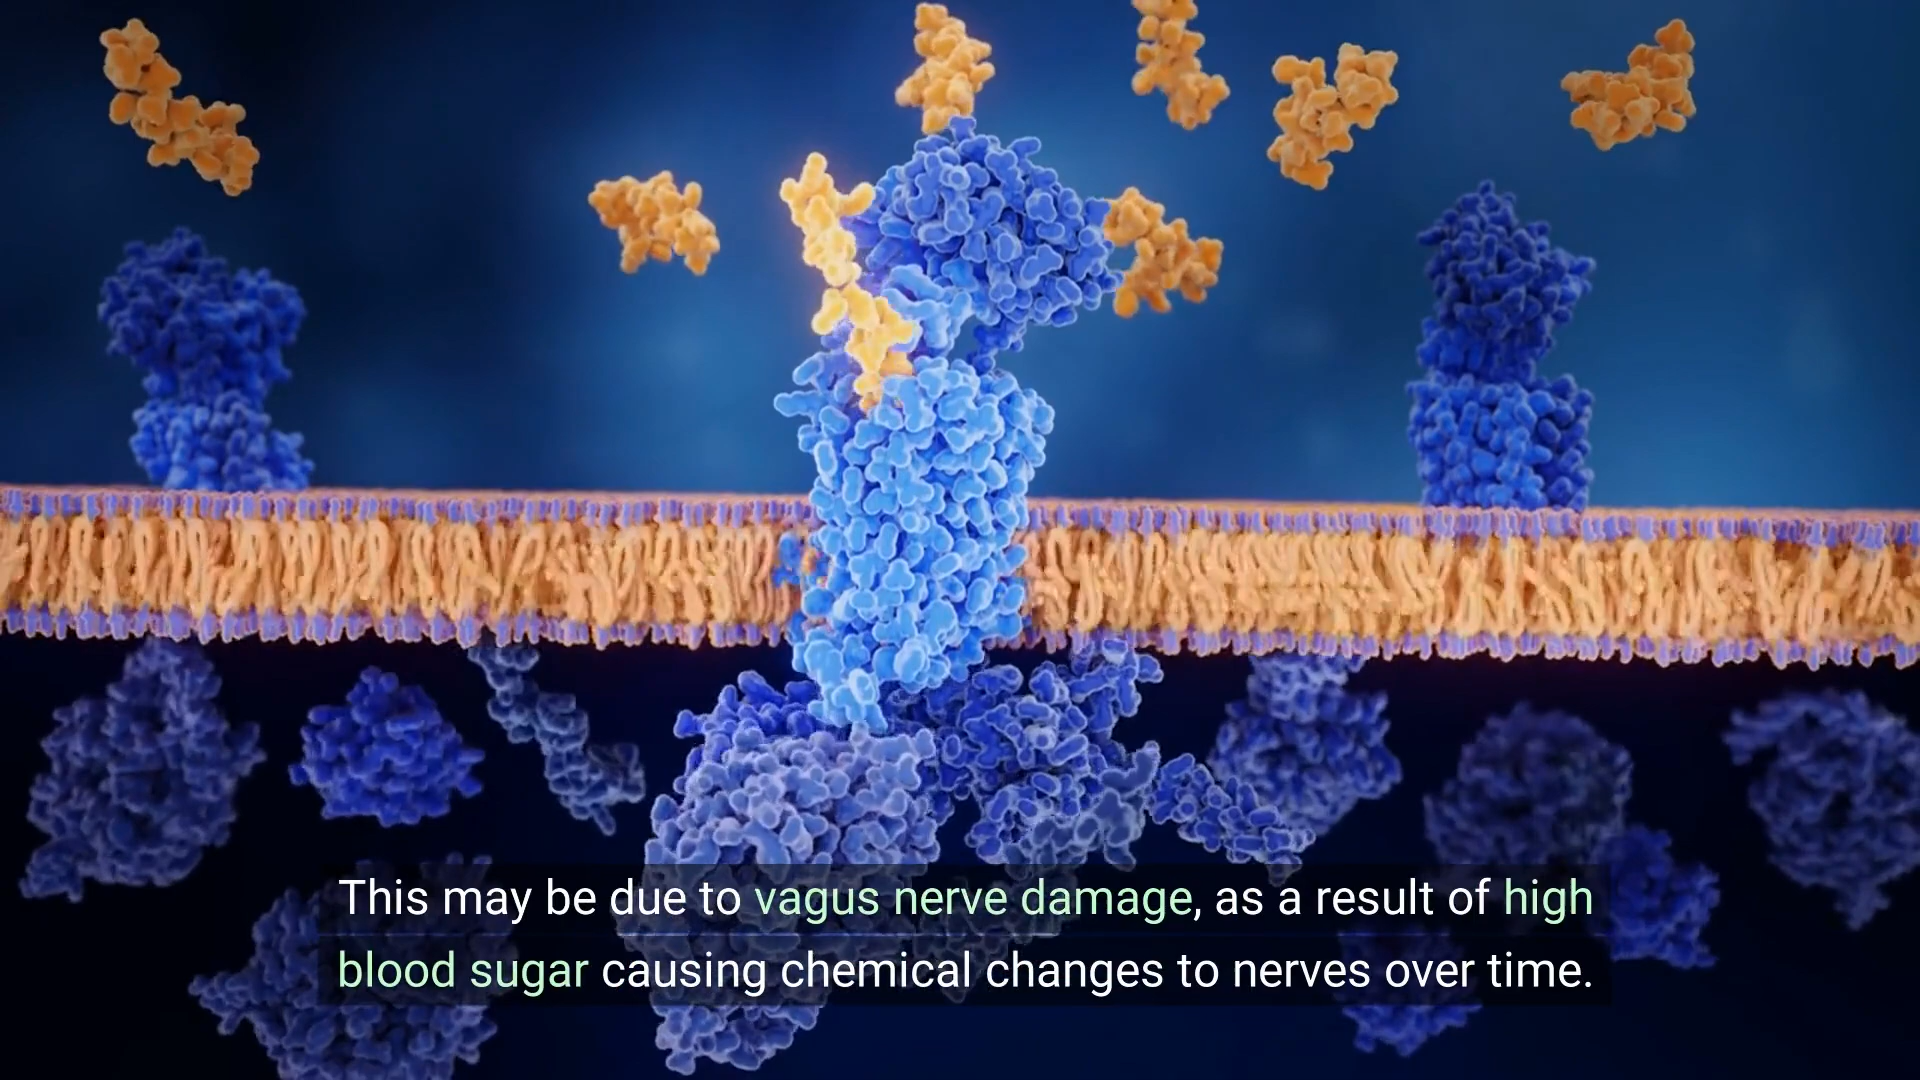 This may be due to vagus nerve damage, as a result of high
blood sugar causing chemical changes to nerves over time.